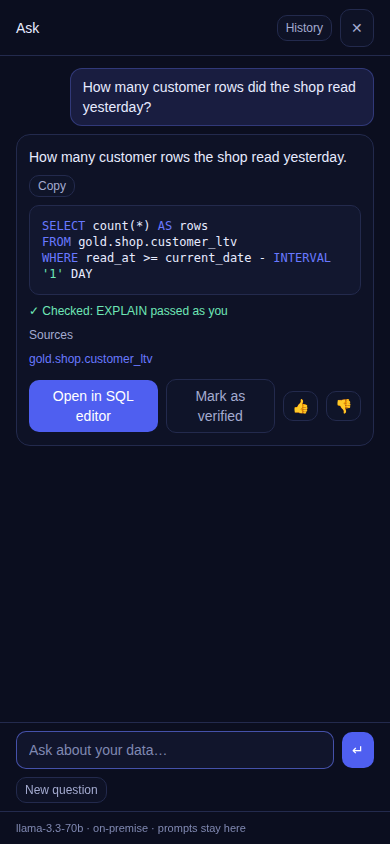 Ask
History
✕
How many customer rows did the shop read
yesterday?
How many customer rows the shop read yesterday.
Copy
SELECT count(*) AS rows
FROM gold.shop.customer_ltv
WHERE read_at >= current_date - INTERVAL
'1' DAY
✓ Checked: EXPLAIN passed as you
Sources
gold.shop.customer_ltv
Open in SQL
editor
Mark as
verified
👍
👎
Ask about your data…
↵
New question
llama-3.3-70b · on-premise · prompts stay here